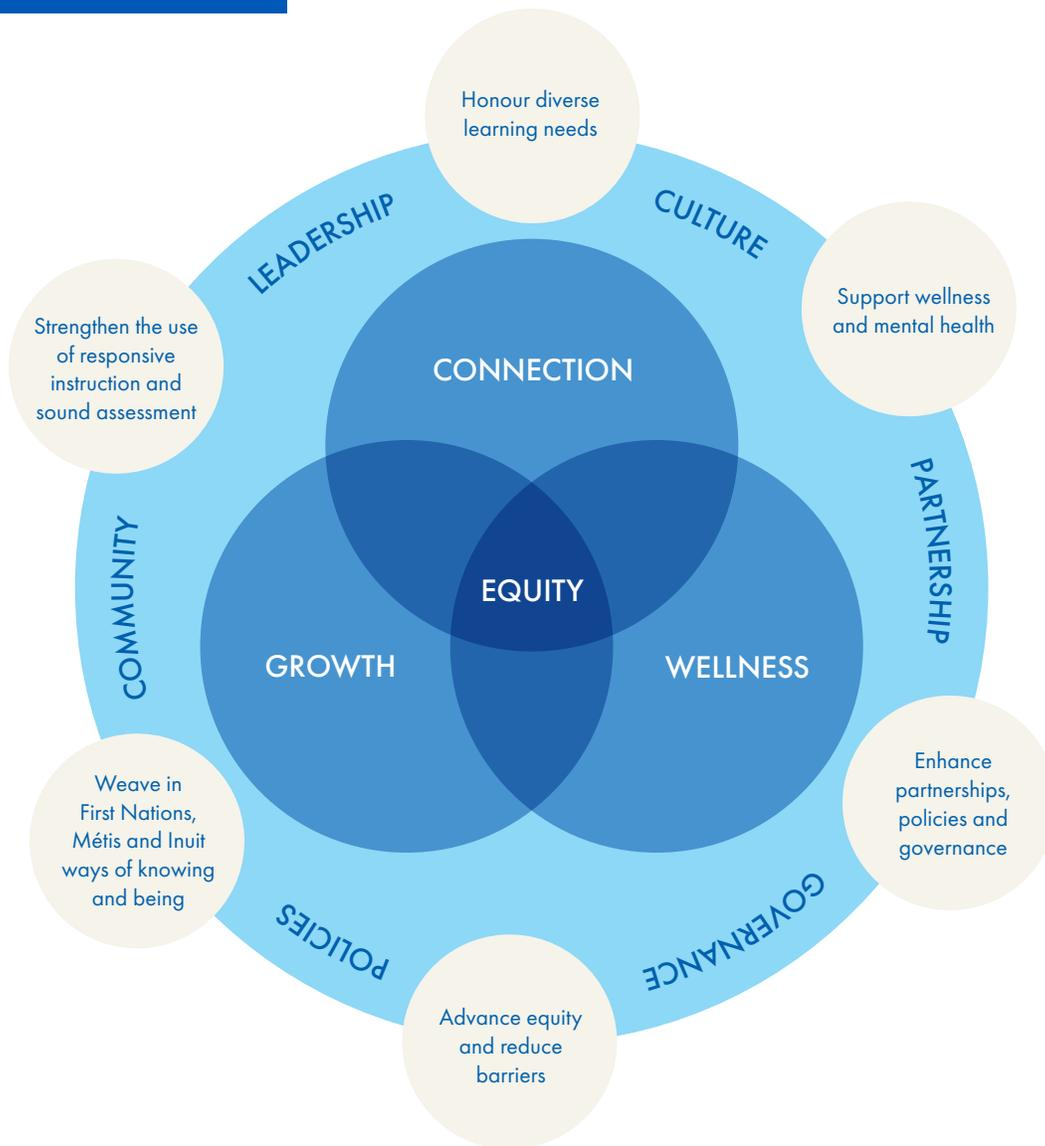 Honour diverse
learning needs
LEADERSHIP
CULTURE
Support wellness
and mental health
Strengthen the use
of responsive
instruction and
sound assessment
CONNECTION
PARTNERSHIP
COMMUNITY
EQUITY
GROWTH
WELLNESS
Enhance
partnerships,
policies and
governance
Weave in
First Nations,
Métis and Inuit
ways of knowing
and being
POLICIES
GOVERNANCE
Advance equity
and reduce
barriers